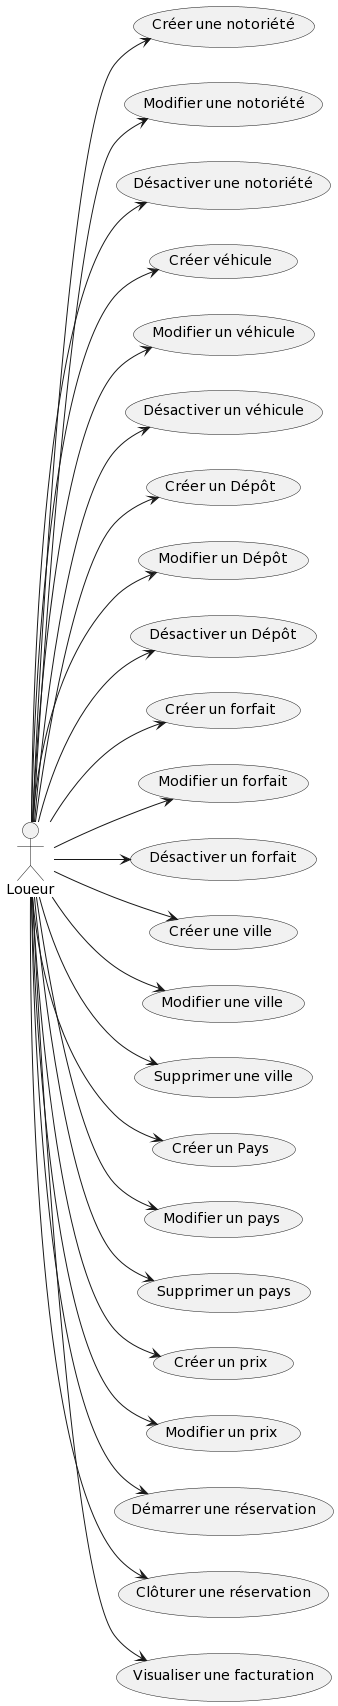 Créer une notoriété
Modifier une notoriété
Désactiver une notoriété
Créer véhicule
Modifier un véhicule
Désactiver un véhicule
Créer un Dépôt
Modifier un Dépôt
Désactiver un Dépôt
Créer un forfait
Modifier un forfait
Désactiver un forfait
Loueur
Créer une ville
Modifier une ville
Supprimer une ville
Créer un Pays
Modifier un pays
Supprimer un pays
Créer un prix
Modifier un prix
Démarrer une réservation
Clôturer une réservation
Visualiser une facturation